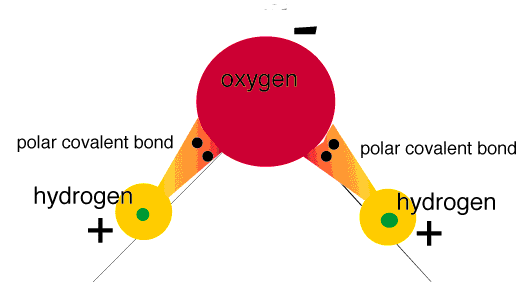 −
oxygen
polar covalent bond
polar covalent bond
hydrogen
hydrogen
+
+